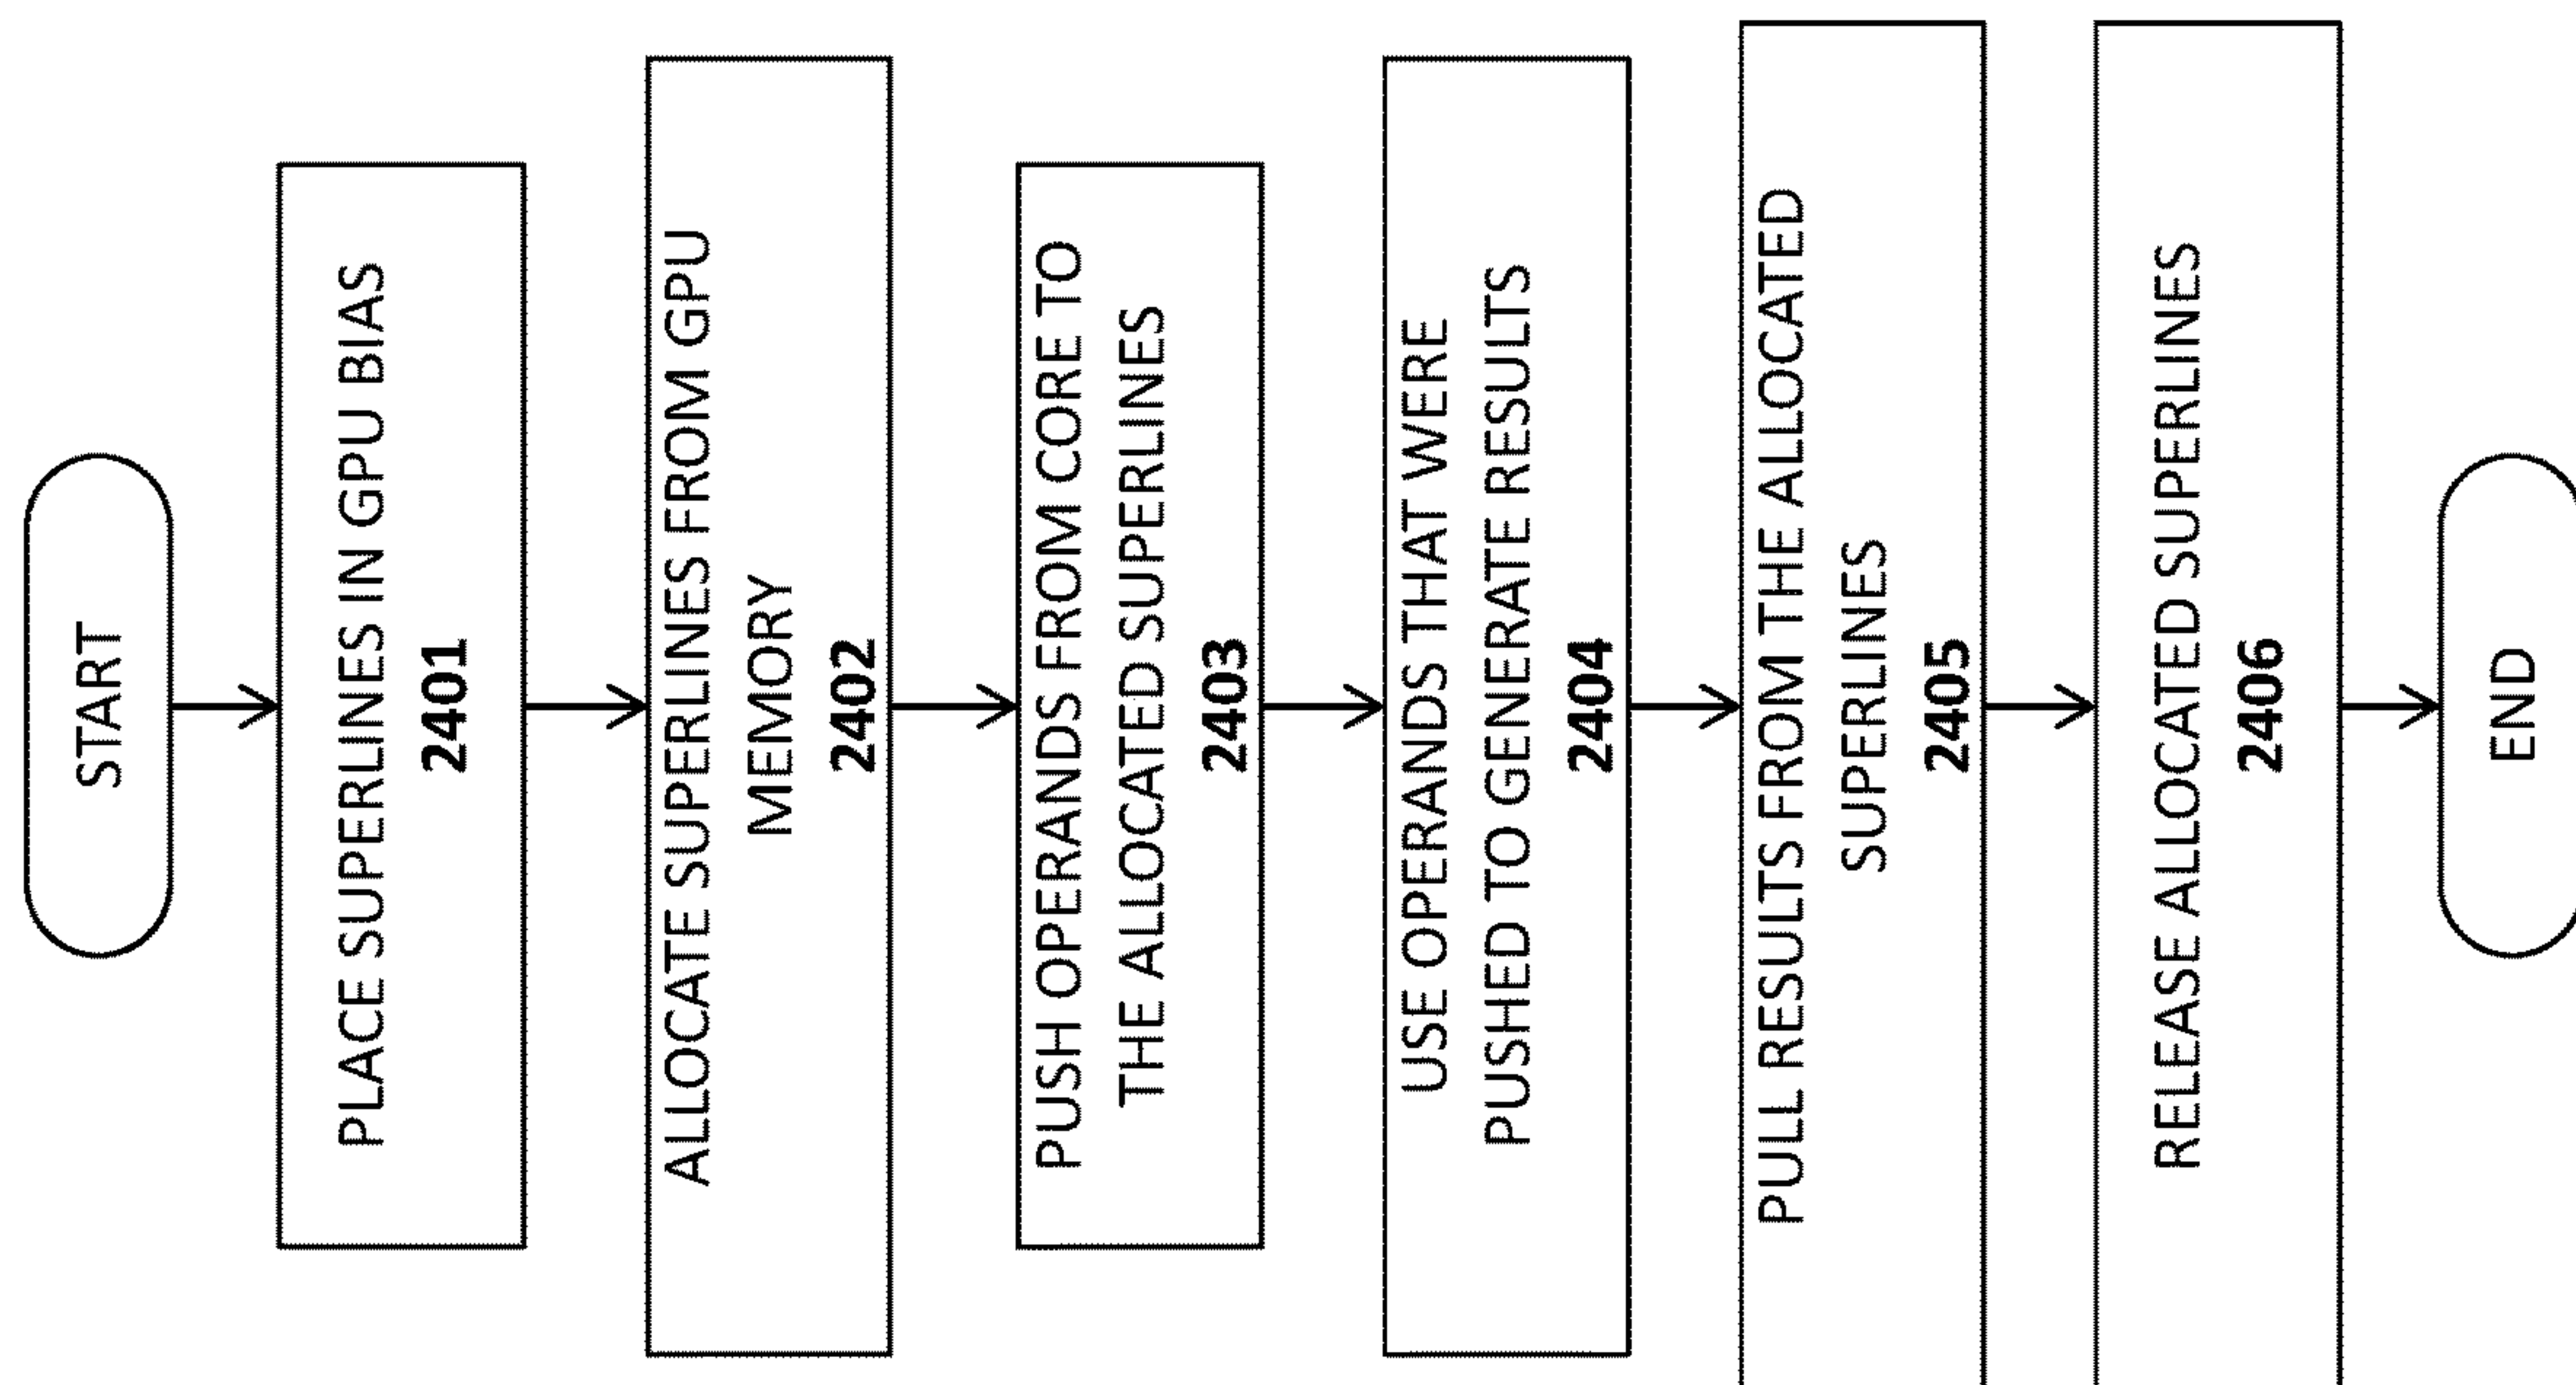 START
PLACE SUPERLINES IN GPU BIAS
2401
ALLOCATE SUPERLINES FROM GPU
MEMORY
2402
PUSH OPERANDS FROM CORE TO
THE ALLOCATED SUPERLINES
2403
USE OPERANDS THAT WERE
PUSHED TO GENERATE RESULTS
2404
PULL RESULTS FROM THE ALLOCATED
SUPERLINES
2405
RELEASE ALLOCATED SUPERLINES
2406
END